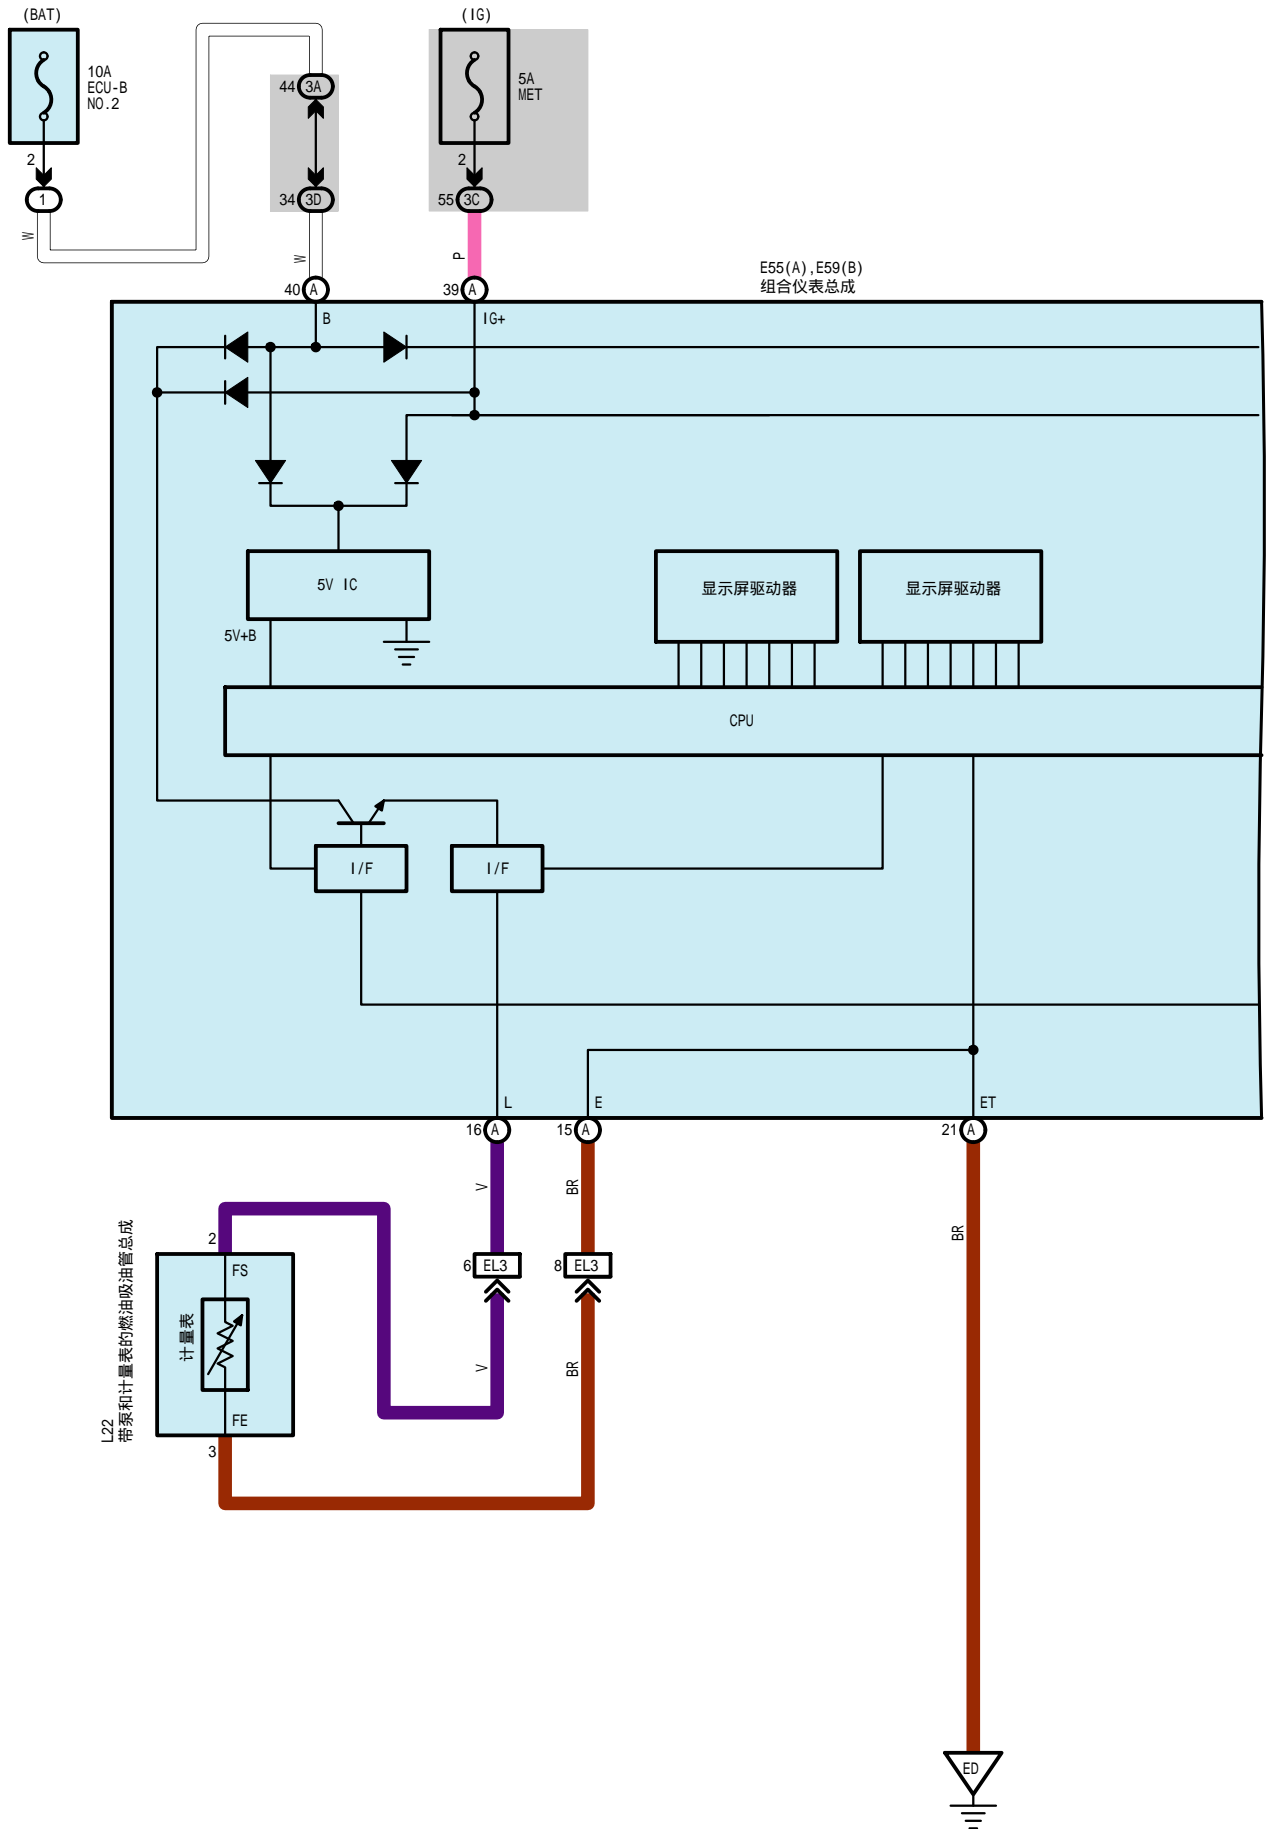 (BAT)
(IG)
10A
ECU-B
NO.2
5A
MET
44 3A
2
2
1
34 3D
55 3C
W
W
P
E55(A),E59(B)
组合仪表总成
40 A
39 A
B
IG+
5V IC
显示屏驱动器
显示屏驱动器
5V+B
CPU
I/F
I/F
L
E
ET
16 A
15 A
21 A
V
BR
BR
2
FS
6 EL3
8 EL3
计量表
L22
带泵和计量表的燃油吸油管总成
V
BR
FE
3
ED